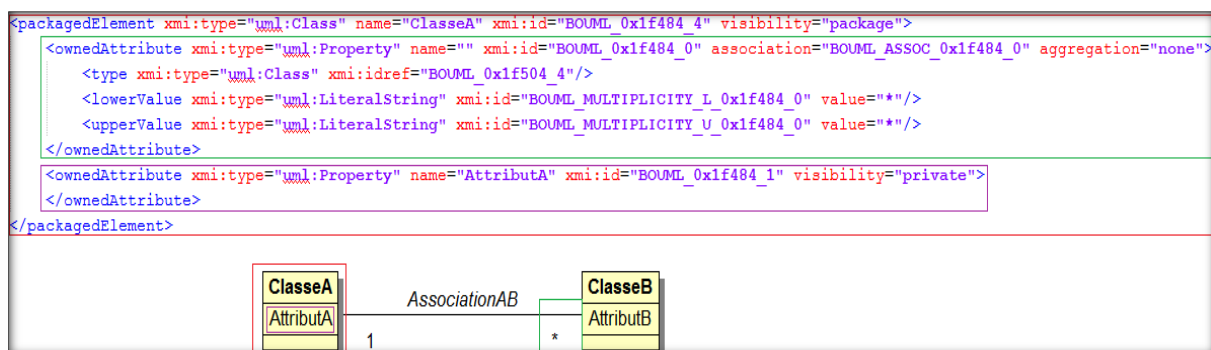 <packagedElement xmi:type="uml:Class" name="ClasseA" xmi:id="BOUML_0x1f484_4" visibility="package">
<ownedAttribute xmi:type="uml:Property" name="" xmi:id="BOUML_0x1f484_0" association="BOUML_ASSOC_0x1f484_0" aggregation="none">
<type xmi:type="uml:Class" xmi:idref="BOUML_0x1f504_4"/>
<lowerValue xmi:type="uml:LiteralString" xmi:id="BOUML_MULTIPLICITY_L_0x1f484_0" value="*"/>
<upperValue xmi:type="uml:LiteralString" xmi:id="BOUML_MULTIPLICITY_U_0x1f484_0" value="*"/>
</ownedAttribute>
<ownedAttribute xmi:type="uml:Property" name="AttributA" xmi:id="BOUML_0x1f484_1" visibility="private">
</ownedAttribute>
</packagedElement>
ClasseA AssociationAB ClasseB
AttributA AttributB
1 *